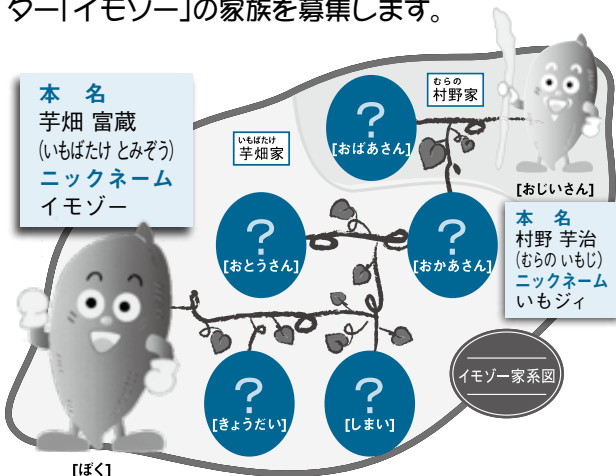 ター「イモゾー」の家族を募集します。
本 名
芋畑 富蔵
(いもばたけ とみぞう)
ニックネーム
イモゾー
いもばたけ
芋畑家
むらの
村野家
?
[おばあさん]
[おじいさん]
本 名
村野 芋治
(むらの いもじ)
ニックネーム
いもジィ
?
[おとうさん]
?
[おかあさん]
?
[きょうだい]
?
[しまい]
イモゾー家系図
[ぼく]